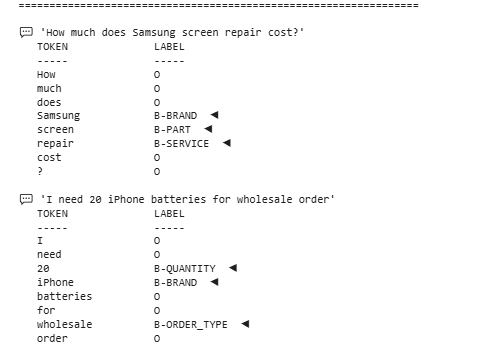 ======================================================================
💬 'How much does Samsung screen repair cost?'
TOKEN LABEL
----- -----
How O
much O
does O
Samsung B-BRAND ◄
screen B-PART ◄
repair B-SERVICE ◄
cost O
? O
💬 'I need 20 iPhone batteries for wholesale order'
TOKEN LABEL
----- -----
I O
need O
20 B-QUANTITY ◄
iPhone B-BRAND ◄
batteries O
for O
wholesale B-ORDER_TYPE ◄
order O